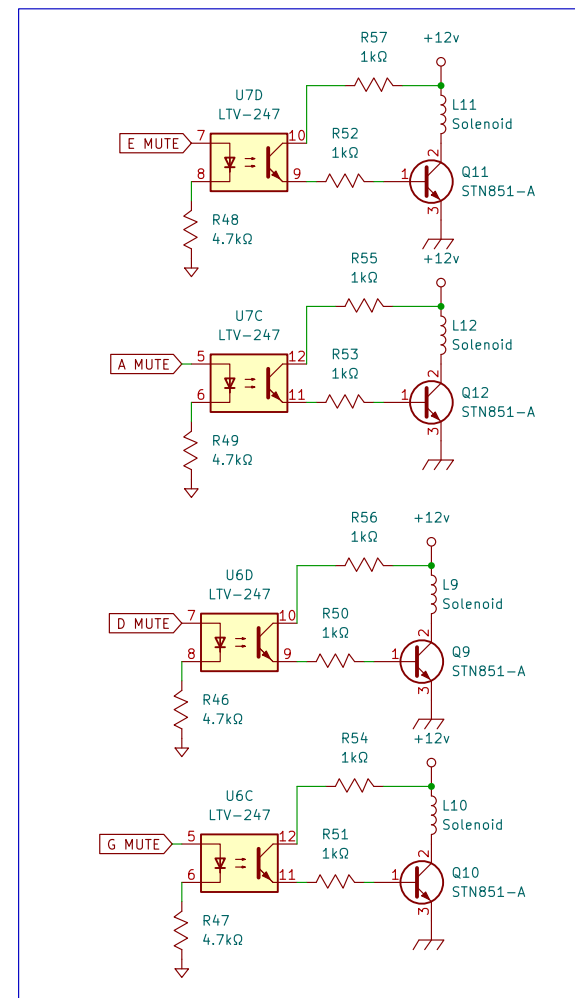 R57
1kΩ
+12v
U7D
LTV-247
L11
Solenoid
E MUTE
7
10
R52
1kΩ
8
9
1
2
3
Q11
STN851-A
R48
4.7kΩ
R55
1kΩ
+12v
U7C
LTV-247
L12
Solenoid
A MUTE
5
12
R53
1kΩ
6
11
1
2
3
Q12
STN851-A
R49
4.7kΩ
R56
1kΩ
+12v
U6D
LTV-247
L9
Solenoid
D MUTE
7
10
R50
1kΩ
8
9
1
2
3
Q9
STN851-A
R46
4.7kΩ
R54
1kΩ
+12v
U6C
LTV-247
L10
Solenoid
G MUTE
5
12
R51
1kΩ
6
11
1
2
3
Q10
STN851-A
R47
4.7kΩ